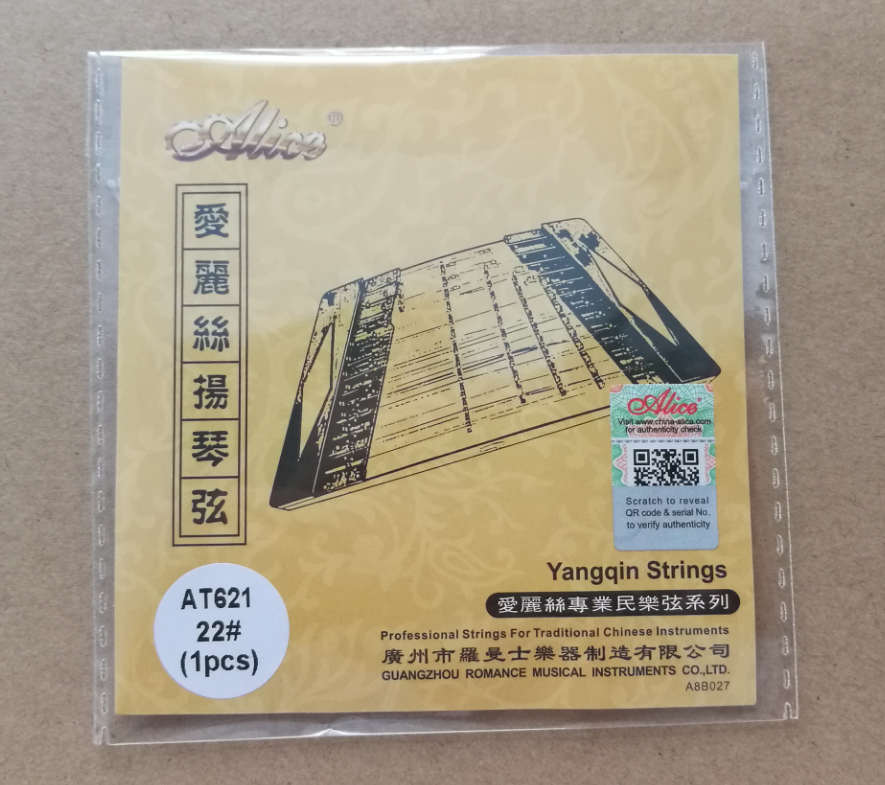 Alice®
愛麗絲揚琴弦
Alice®
Visit www.china-alice.com
for authenticity check
Scratch to reveal
QR code & serial No.
to verify authenticity
Yangqin Strings
愛麗絲專業民樂弦系列
Professional Strings For Traditional Chinese Instruments
廣州市羅曼士樂器制造有限公司
GUANGZHOU ROMANCE MUSICAL INSTRUMENTS CO.,LTD.
A8B027
AT621
22#
(1pcs)